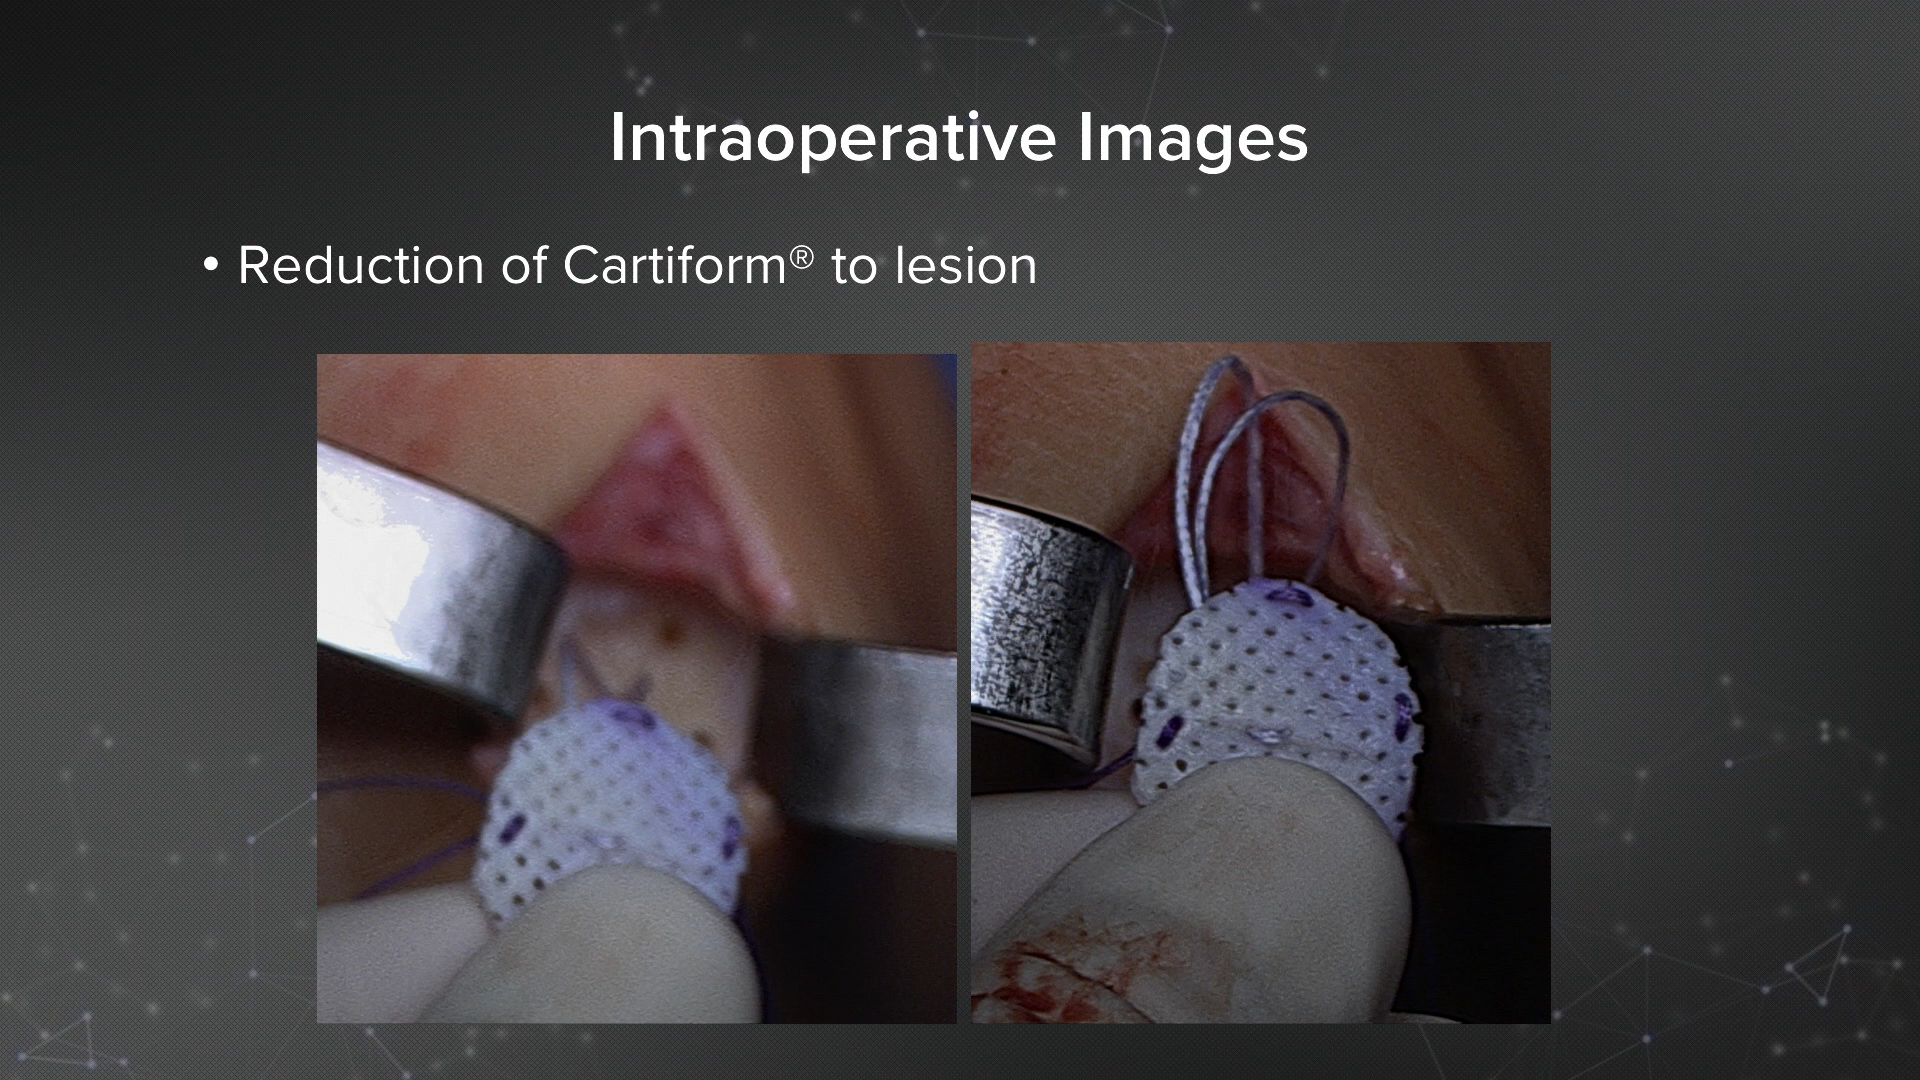 Intraoperative Images
• Reduction of Cartiform® to lesion